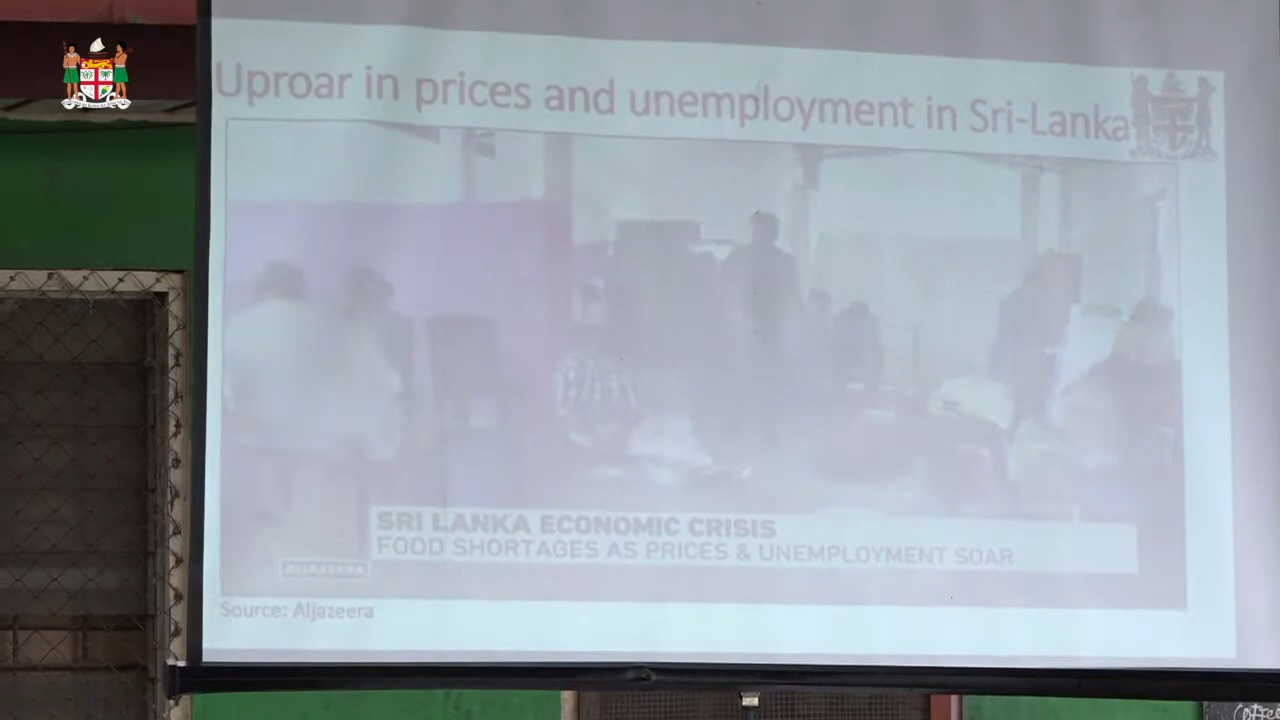 Uproar in prices and unemployment in Sri-Lanka
SRI LANKA ECONOMIC CRISIS
FOOD SHORTAGES AS PRICES & UNEMPLOYMENT SOAR
ALJAZEERA
Source: Aljazeera